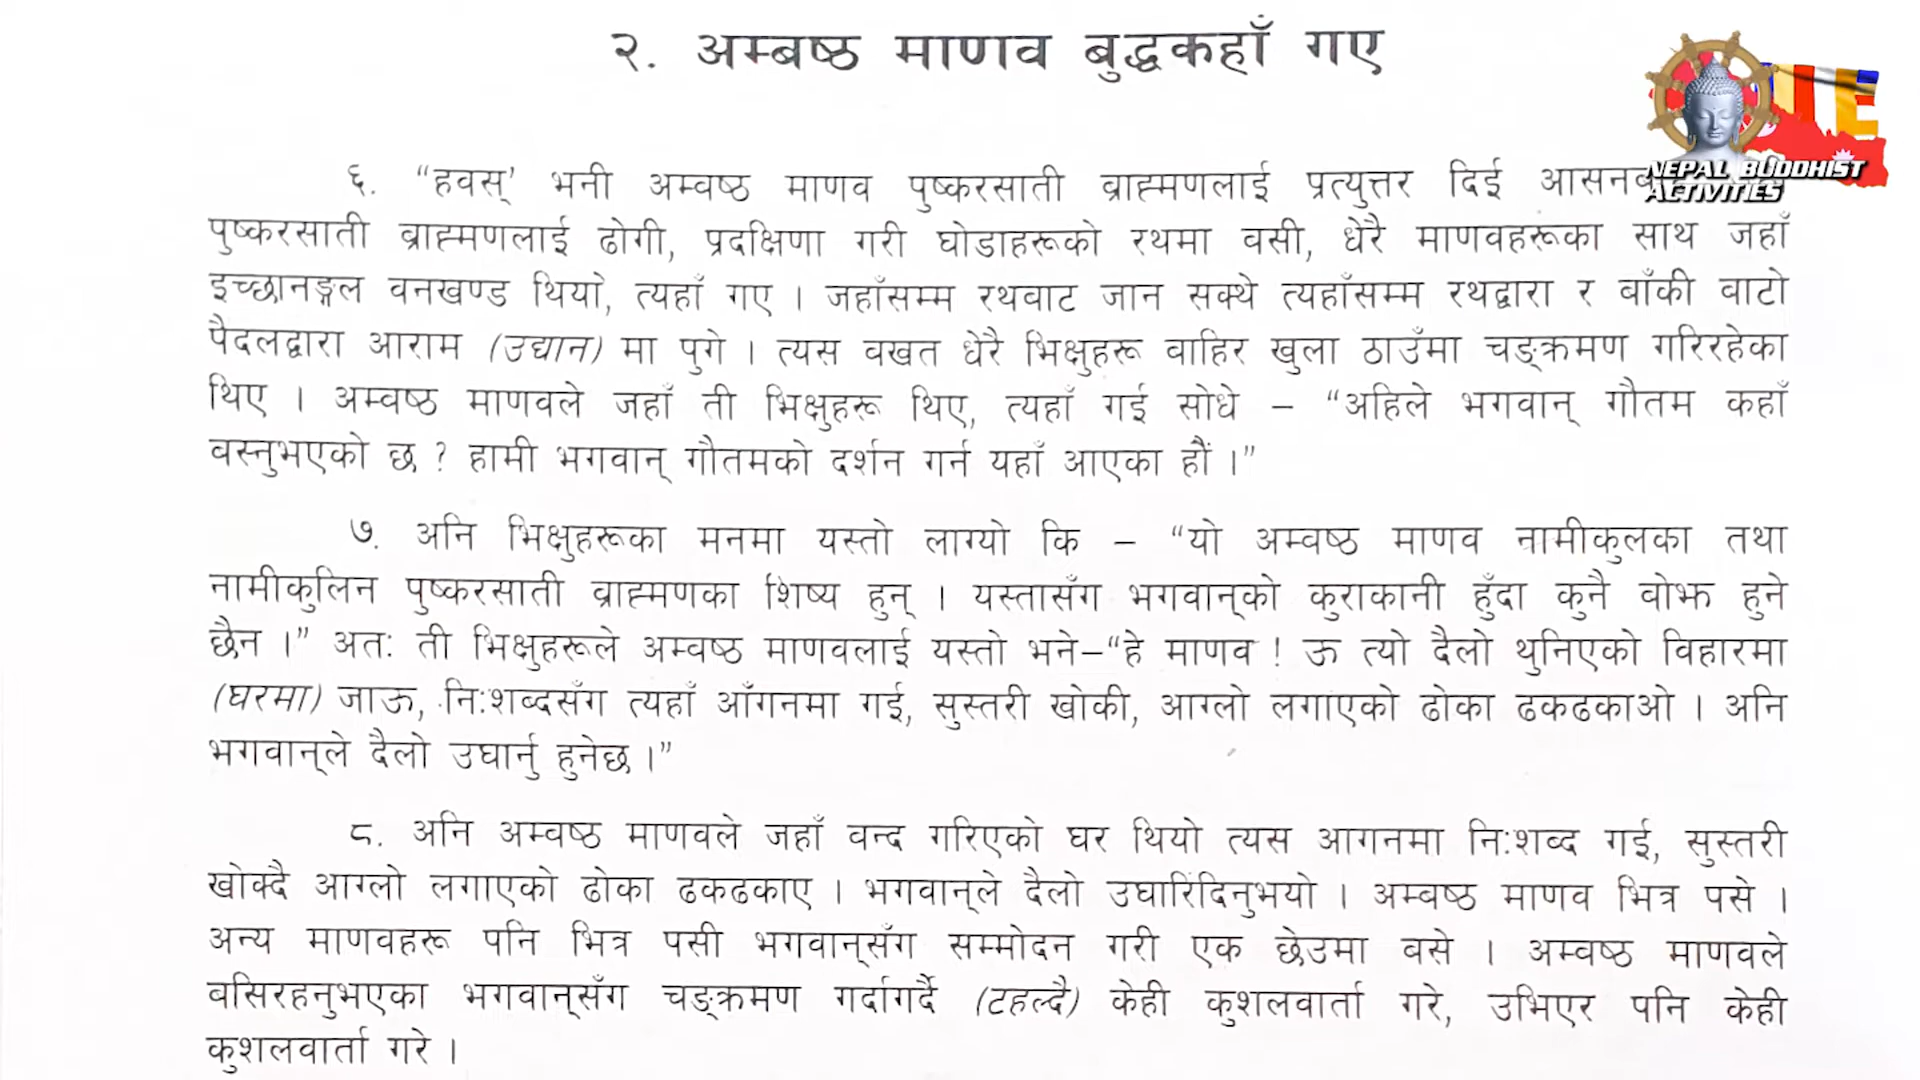 २. अम्बष्ठ माणव बुद्धकहाँ गए
NEPAL BUDDHIST
ACTIVITIES
६. “हवस्’ भनी अम्वष्ठ माणव पुष्करसाती ब्राह्मणलाई प्रत्युत्तर दिई
पुष्करसाती ब्राह्मणलाई ढोगी, प्रदक्षिणा गरी घोडाहरूको रथमा वसी, धेरै माणवहरूका साथ जहाँ
इच्छानङ्गल वनखण्ड थियो, त्यहाँ गए । जहाँसम्म रथवाट जान सक्थे त्यहाँसम्म रथद्वारा र वाँकी वाटो
पैदलद्वारा आराम (उद्यान) मा पुगे । त्यस वखत धेरै भिक्षुहरू वाहिर खुला ठाउँमा चङ्क्रमण गरिरहेका
थिए । अम्वष्ठ माणवले जहाँ ती भिक्षुहरू थिए, त्यहाँ गई सोधे – “अहिले भगवान् गौतम कहाँ
वस्नुभएको छ ? हामी भगवान् गौतमको दर्शन गर्न यहाँ आएका हौं ।”
७. अनि भिक्षुहरूका मनमा यस्तो लाग्यो कि – “यो अम्वष्ठ माणव नामीकुलका तथा
नामीकुलिन पुष्करसाती ब्राह्मणका शिष्य हुन् । यस्तासँग भगवान्‌को कुराकानी हुँदा कुनै वोझ हुने
छैन ।” अतः ती भिक्षुहरूले अम्वष्ठ माणवलाई यस्तो भने–“हे माणव ! ऊ त्यो दैलो थुनिएको विहारमा
(घरमा) जाऊ, नि:शब्दसँग त्यहाँ आँगनमा गई, सुस्तरी खोकी, आग्लो लगाएको ढोका ढकढकाओ । अनि
भगवान्‌ले दैलो उघार्नु हुनेछ ।”
८. अनि अम्वष्ठ माणवले जहाँ वन्द गरिएको घर थियो त्यस आगनमा नि:शव्द गई, सुस्तरी
खोक्दै आग्लो लगाएको ढोका ढकढकाए । भगवान्‌ले दैलो उघारिंदिनुभयो । अम्वष्ठ माणव भित्र पसे ।
अन्य माणवहरू पनि भित्र पसी भगवान्‌सँग सम्मोदन गरी एक छेउमा वसे । अम्वष्ठ माणवले
वसिरहनुभएका भगवान्‌सँग चङ्क्रमण गर्दागर्दै (टहल्दै) केही कुशलवार्ता गरे, उभिएर पनि केही
कुशलवार्ता गरे ।